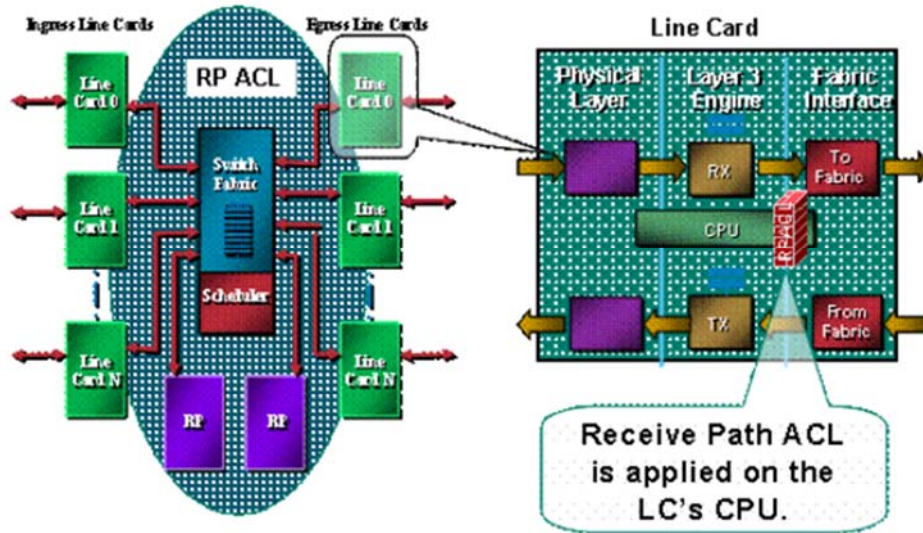 Ingress Line Cards
Egress Line Cards
Line
Card 0
RP ACL
Line
Card 0
Switch
Fabric
Line
Card 1
Line
Card 1
Scheduler
Line
Card N
Line
Card N
RP
RP
Line Card
Physical
Layer
Layer 3
Engine
Fabric
Interface
RX
To
Fabric
CPU
RPACL
TX
From
Fabric
Receive Path ACL
is applied on the
LC's CPU.